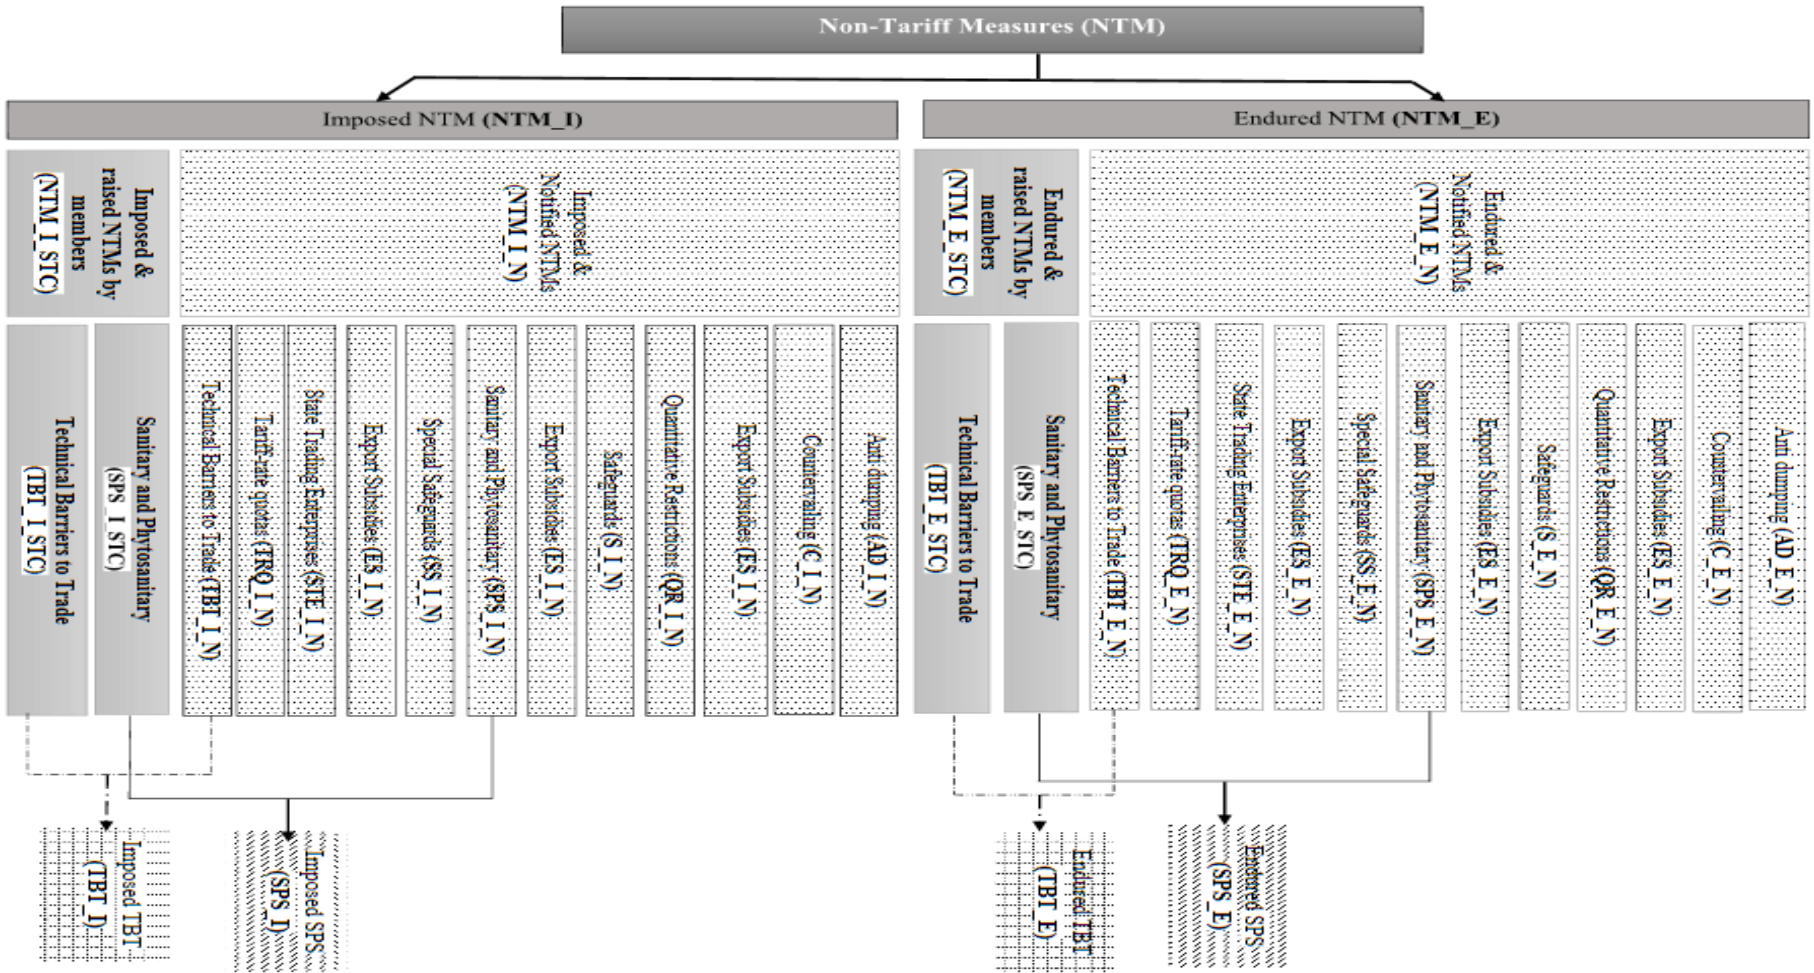 Non-Tariff Measures (NTM)
Imposed NTM (NTM_I)
Endured NTM (NTM_E)
Imposed &
raised NTMs by
members
(NTM_I_STC)
Imposed &
Notified NTMs
(NTM_I_N)
Endured &
raised NTMs by
members
(NTM_E_STC)
Endured &
Notified NTMs
(NTM_E_N)
Technical Barriers to Trade
(TBT_I_STC)
Sanitary and Phytosanitary
(SPS_I_STC)
Technical Barriers to Trade (TBT_I_N)
Tariff-rate quotas (TRQ_I_N)
State Trading Enterprises (STE_I_N)
Export Subsidies (ES_I_N)
Special Safeguards (SS_I_N)
Sanitary and Phytosanitary (SPS_I_N)
Export Subsidies (ES_I_N)
Safeguards (S_I_N)
Quantitative Restrictions (QR_I_N)
Export Subsidies (ES_I_N)
Countervaling (C_I_N)
Anti dumping (AD_I_N)
Technical Barriers to Trade
(TBT_E_STC)
Sanitary and Phytosanitary
(SPS_E_STC)
Technical Barriers to Trade (TBT_E_N)
Tariff-rate quotas (TRQ_E_N)
State Trading Enterprises (STE_E_N)
Export Subsidies (ES_E_N)
Special Safeguards (SS_E_N)
Sanitary and Phytosanitary (SPS_E_N)
Export Subsidies (ES_E_N)
Safeguards (S_E_N)
Quantitative Restrictions (QR_E_N)
Export Subsidies (ES_E_N)
Countervaling (C_E_N)
Anti dumping (AD_E_N)
Imposed TBT
(TBT_I)
Imposed SPS
(SPS_I)
Endured TBT
(TBT_E)
Endured SPS
(SPS_E)